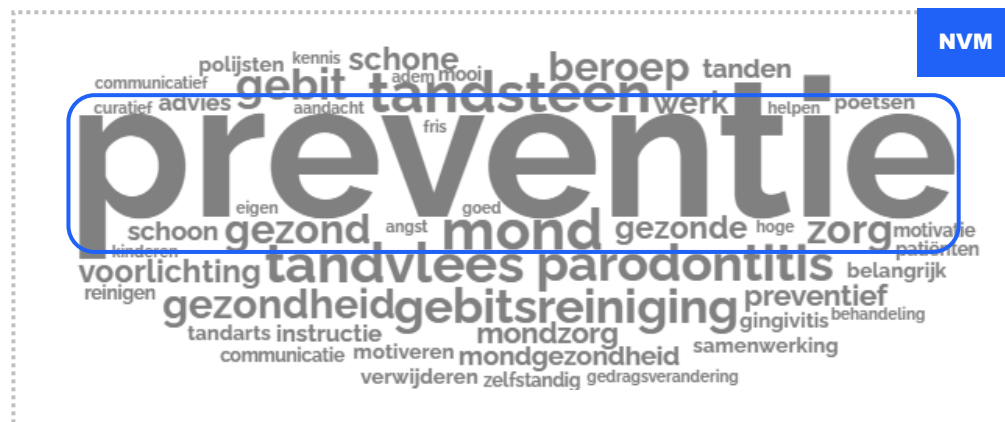 NVM
polijsten kennis schone beroep tanden
communicatief gebit adem mooi tandsteen
curatief advies aandacht werk helpen poetsen
fris
preventie
eigen goed
schoon gezond angst mond gezonde hoge zorg motivatie
kinderen patiënten
voorlichting tandvlees parodontitis belangrijk
reinigen gezondheid gebitsreiniging preventief
tandarts instructie mondzorg gingivitis behandeling
communicatie motiveren mondgezondheid samenwerking
verwijderen zelfstandig gedragsverandering